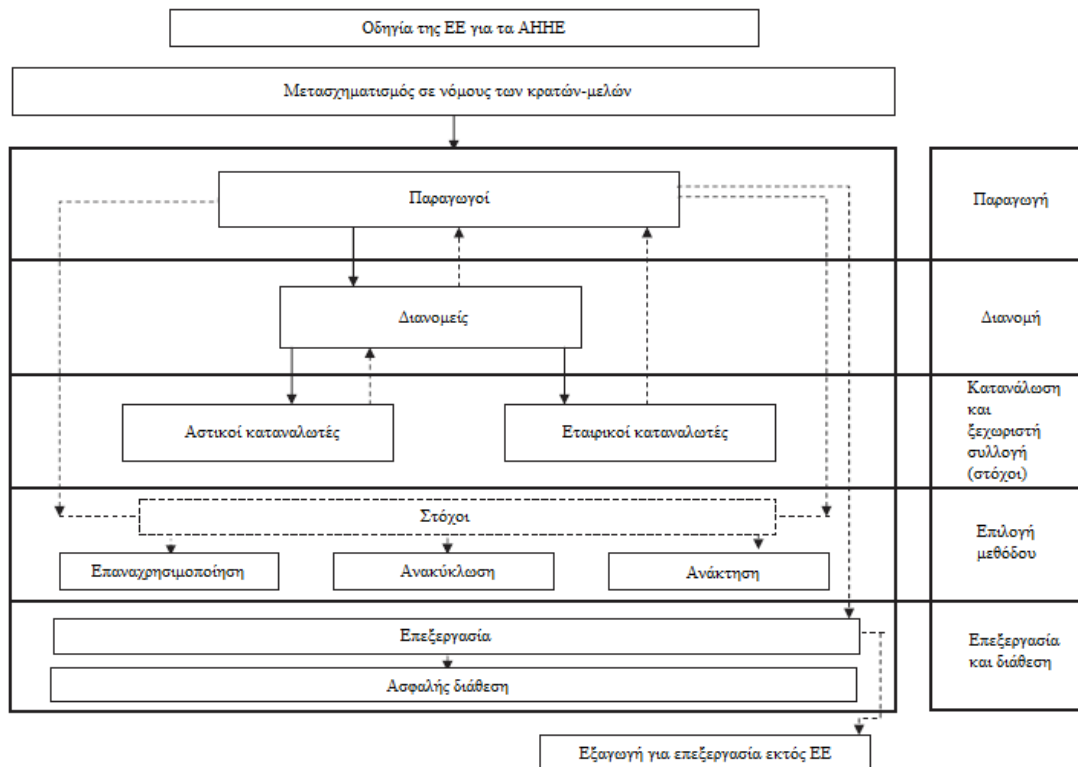 Οδηγία της ΕΕ για τα ΑΗΗΕ
Μετασχηματισμός σε νόμους των κρατών-μελών
Παραγωγοί
Παραγωγή
Διανομείς
Διανομή
Αστικοί καταναλωτές
Εταιρικοί καταναλωτές
Κατανάλωση
και
ξεχωριστή
συλλογή
(στόχοι)
Στόχοι
Επαναχρησιμοποίηση
Ανακύκλωση
Ανάκτηση
Επιλογή
μεθόδου
Επεξεργασία
Ασφαλής διάθεση
Επεξεργασία
και διάθεση
Εξαγωγή για επεξεργασία εκτός ΕΕ